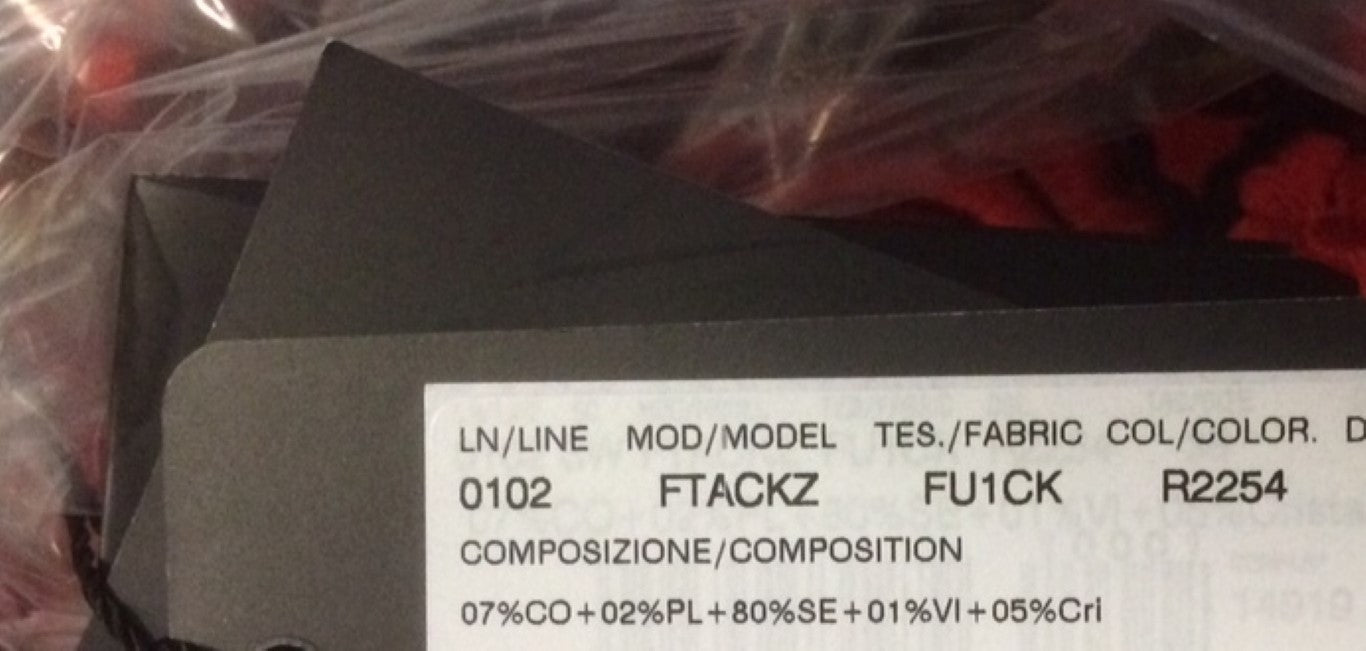 LN/LINE MOD/MODEL TES./FABRIC COL/COLOR. D
0102 FTACKZ FU1CK R2254
COMPOSIZIONE/COMPOSITION
07%CO+02%PL+80%SE+01%VI+05%Cri